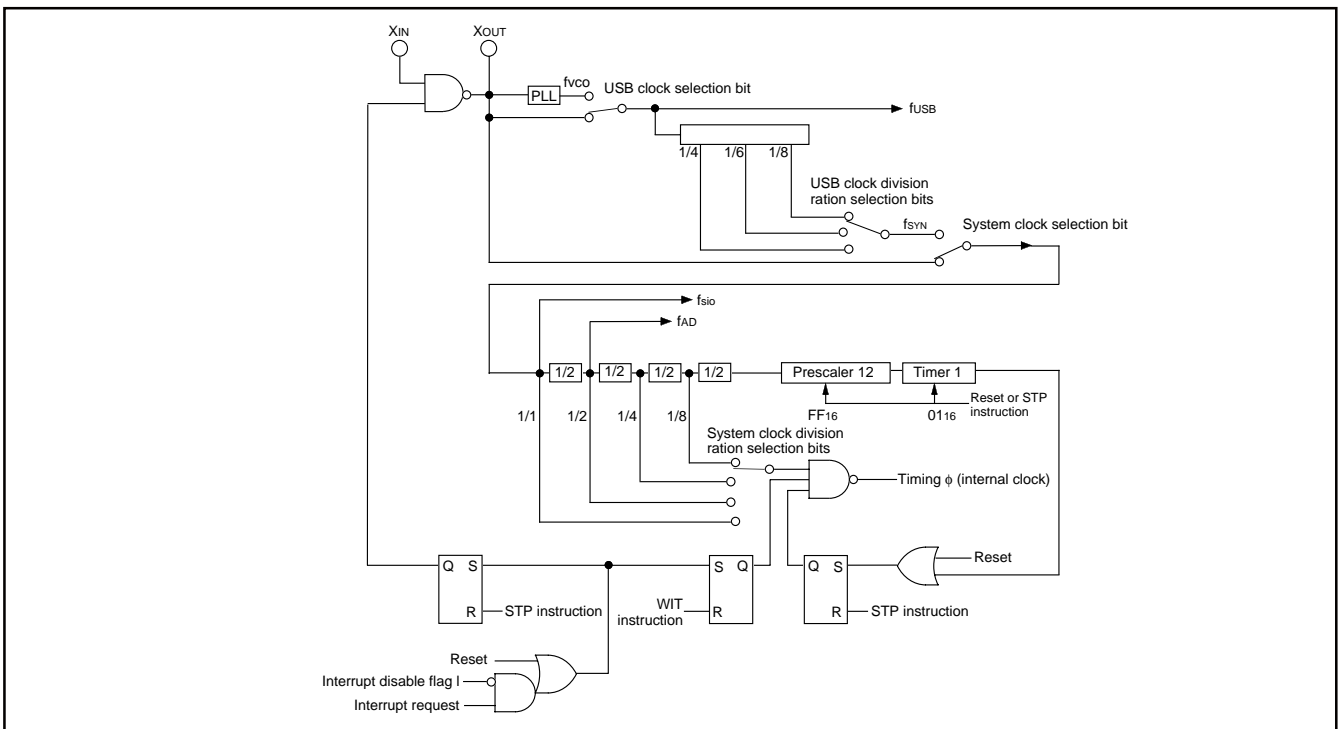 XIN
XOUT
PLL
fVCO
USB clock selection bit
fUSB
1/4
1/6
1/8
USB clock division
ration selection bits
fSYN
System clock selection bit
fsio
fAD
1/2
1/2
1/2
1/2
Prescaler 12
Timer 1
1/1
1/2
1/4
1/8
FF16
0116
Reset or STP
instruction
System clock division
ration selection bits
Timing ϕ (internal clock)
Q S
R
STP instruction
WIT
instruction
S Q
R
Q S
R
STP instruction
Reset
Reset
Interrupt disable flag I
Interrupt request